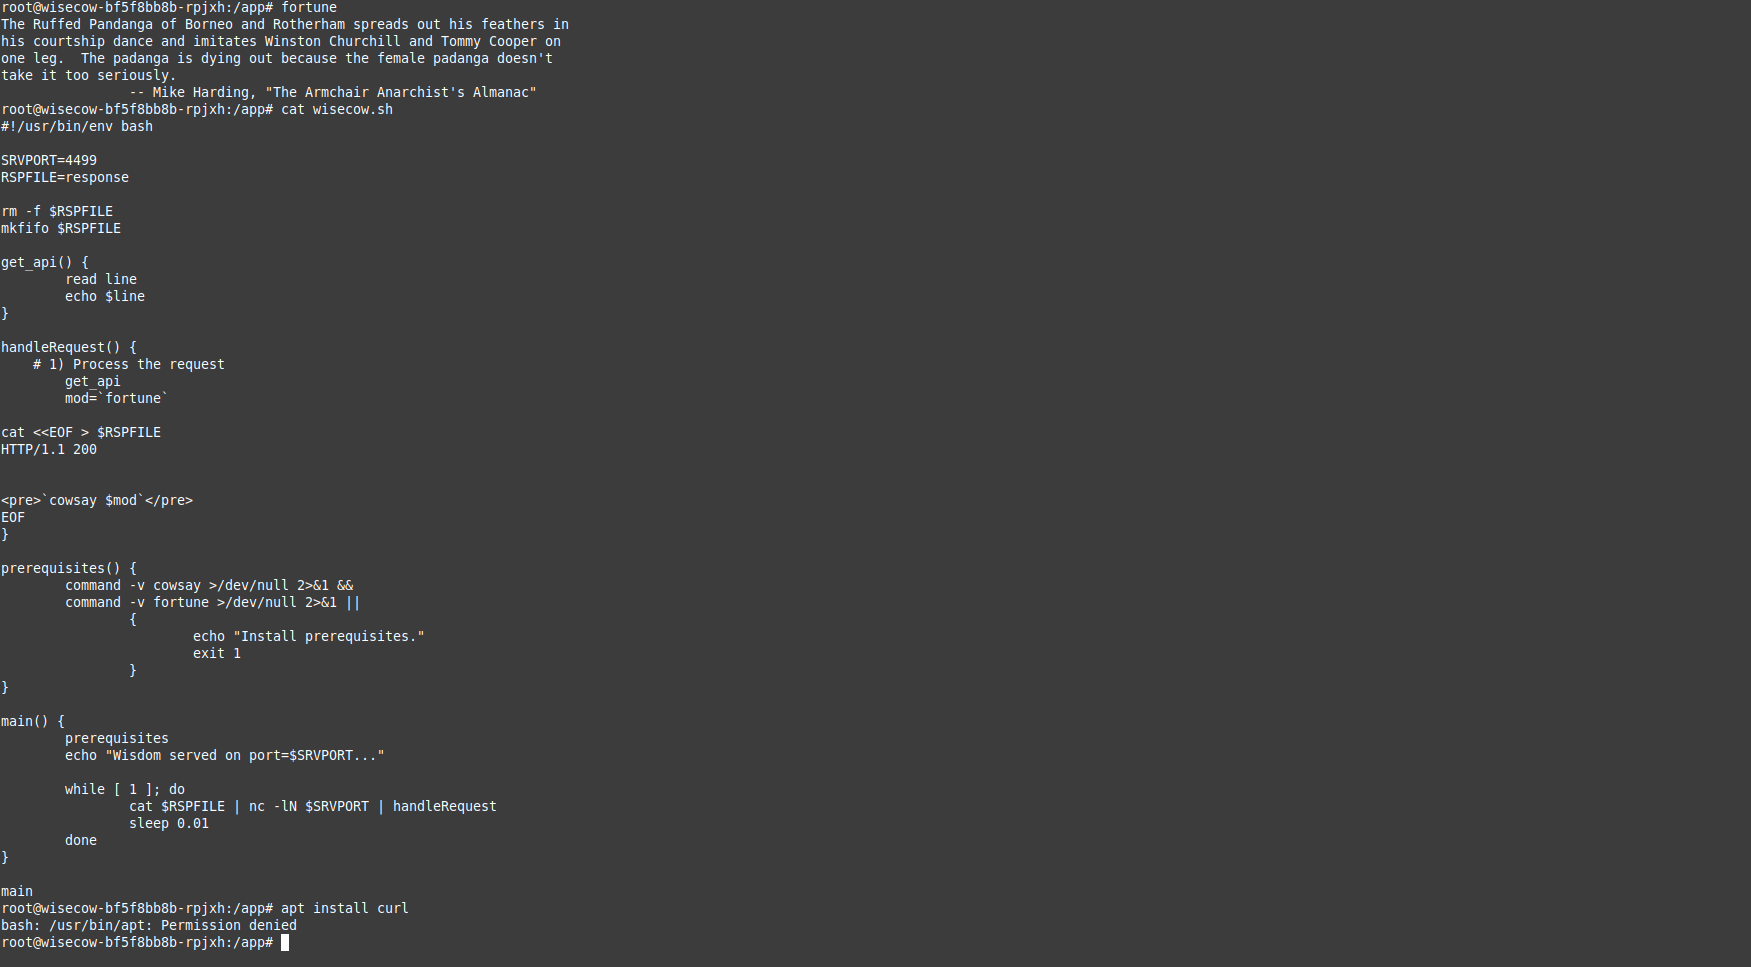 root@wisecow-bf5f8bb8b-rpjxh:/app# fortune
The Ruffed Pandanga of Borneo and Rotherham spreads out his feathers in
his courtship dance and imitates Winston Churchill and Tommy Cooper on
one leg.  The padanga is dying out because the female padanga doesn't
take it too seriously.
                -- Mike Harding, "The Armchair Anarchist's Almanac"
root@wisecow-bf5f8bb8b-rpjxh:/app# cat wisecow.sh
#!/usr/bin/env bash

SRVPORT=4499
RSPFILE=response

rm -f $RSPFILE
mkfifo $RSPFILE

get_api() {
        read line
        echo $line
}

handleRequest() {
    # 1) Process the request
        get_api
        mod=`fortune`

cat <<EOF > $RSPFILE
HTTP/1.1 200


<pre>`cowsay $mod`</pre>
EOF
}

prerequisites() {
        command -v cowsay >/dev/null 2>&1 &&
        command -v fortune >/dev/null 2>&1 ||
                {
                        echo "Install prerequisites."
                        exit 1
                }
}

main() {
        prerequisites
        echo "Wisdom served on port=$SRVPORT..."

        while [ 1 ]; do
                cat $RSPFILE | nc -lN $SRVPORT | handleRequest
                sleep 0.01
        done
}

main
root@wisecow-bf5f8bb8b-rpjxh:/app# apt install curl
bash: /usr/bin/apt: Permission denied
root@wisecow-bf5f8bb8b-rpjxh:/app#